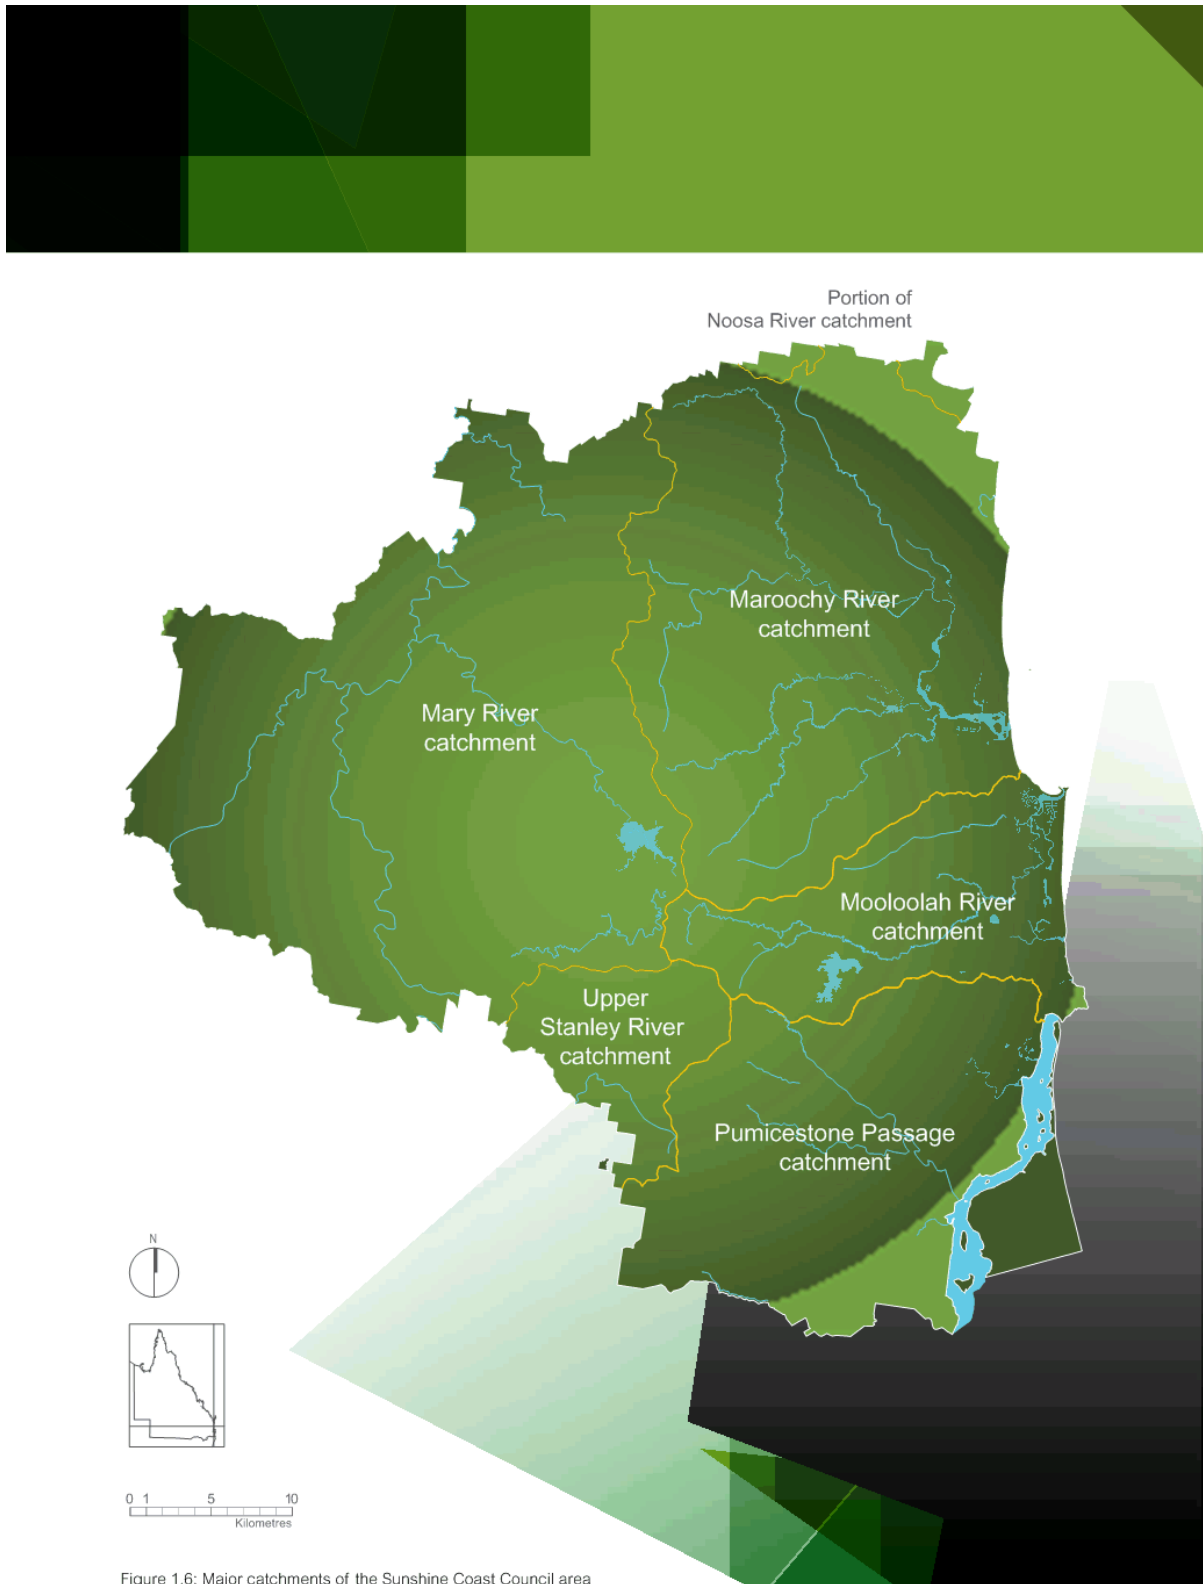 Portion of
Noosa River catchment
Maroochy River
catchment
Mary River
catchment
Mooloolah River
catchment
Upper
Stanley River
catchment
Pumicestone Passage
catchment
N
0 1 5 10
Kilometres
Figure 1.6: Major catchments of the Sunshine Coast Council area